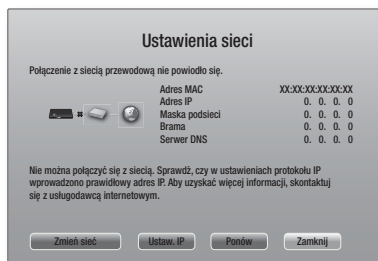 Ustawienia sieci
Połączenie z siecią przewodową nie powiodło się.
Adres MAC XX:XX:XX:XX:XX:XX
Adres IP 0. 0. 0. 0
Maska podsieci 0. 0. 0. 0
Brama 0. 0. 0. 0
Serwer DNS 0. 0. 0. 0
Nie można połączyć się z siecią. Sprawdź, czy w ustawieniach protokołu IP
wprowadzono prawidłowy adres IP. Aby uzyskać więcej informacji, skontaktuj
się z usługodawcą internetowym.
Zmień sieć Ustaw. IP Ponów Zamknij